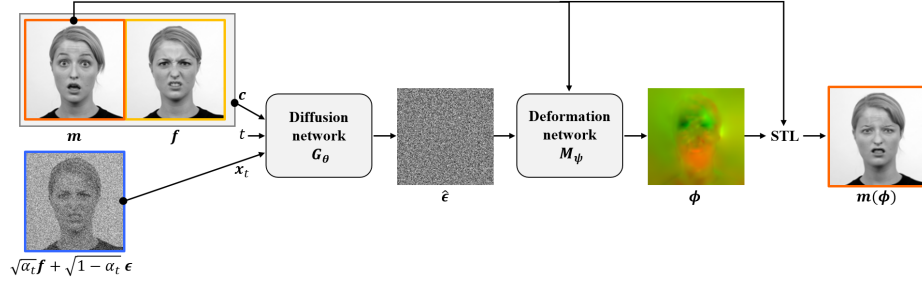 m
f
c
t
x_t
√α_t f + √1 − α_t ϵ
Diffusion
network
G_θ
ϵ̂
Deformation
network
M_ψ
ϕ
STL
m(ϕ)